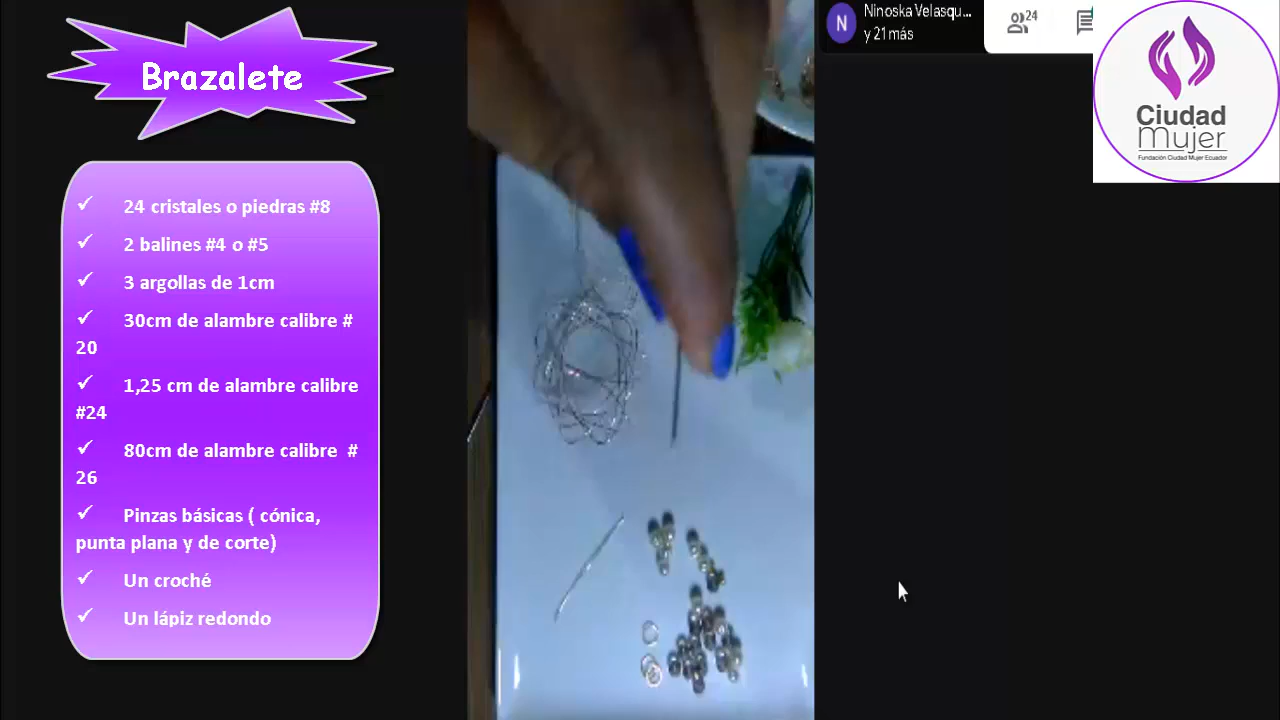 Brazalete
24 cristales o piedras #8
2 balines #4 o #5
3 argollas de 1cm
30cm de alambre calibre #
20
1,25 cm de alambre calibre
#24
80cm de alambre calibre #
26
Pinzas básicas ( cónica,
punta plana y de corte)
Un croché
Un lápiz redondo
N
Ninoska Velasqu...
y 21 más
24
Ciudad
Mujer
Fundación Ciudad Mujer Ecuador